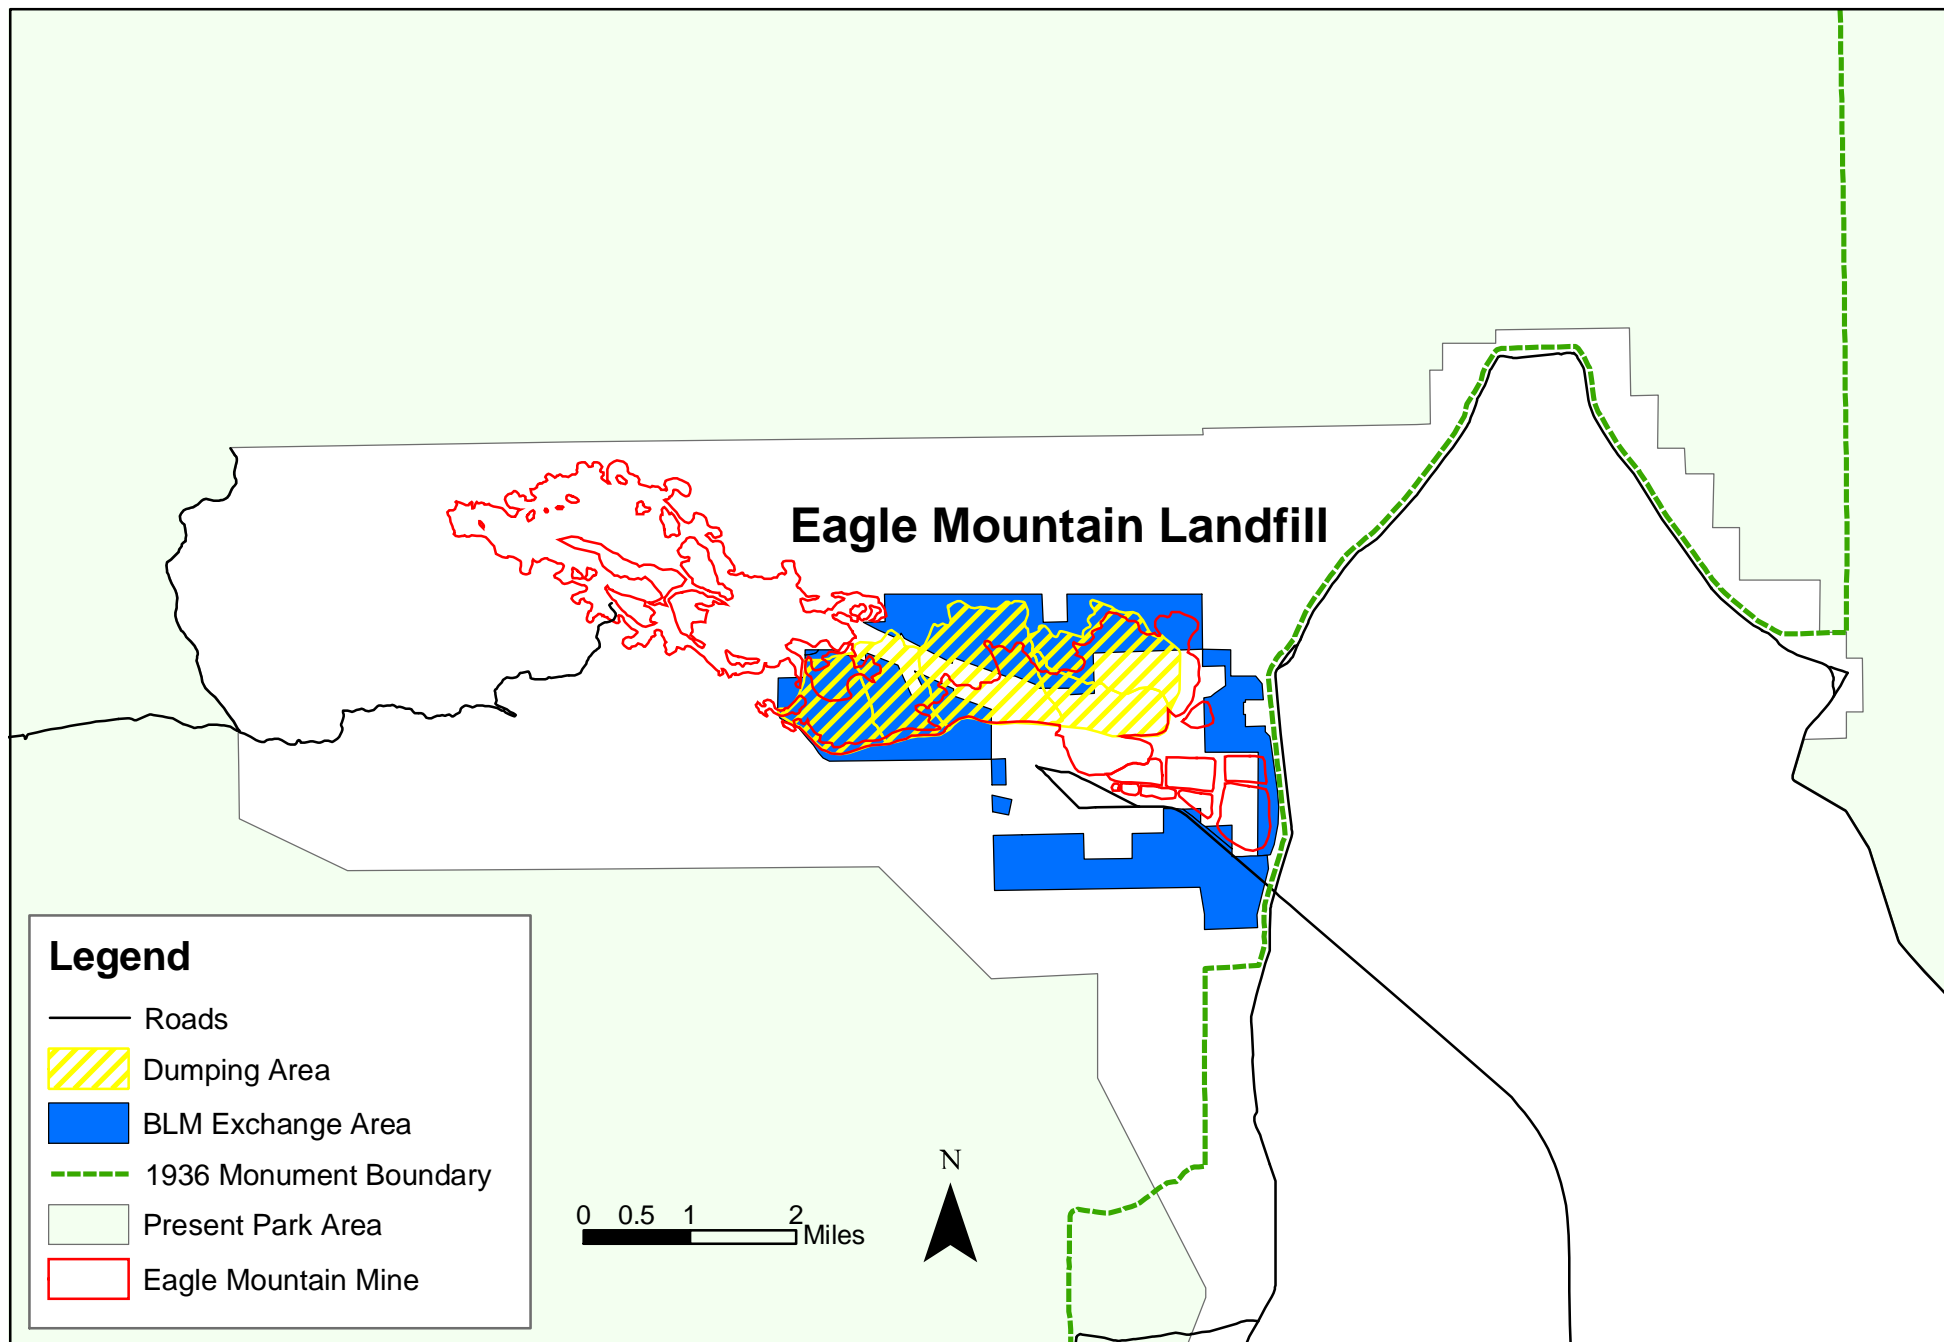 Eagle Mountain Landfill
Legend
Roads
Dumping Area
BLM Exchange Area
1936 Monument Boundary
Present Park Area
Eagle Mountain Mine
0 0.5 1 2
Miles
N